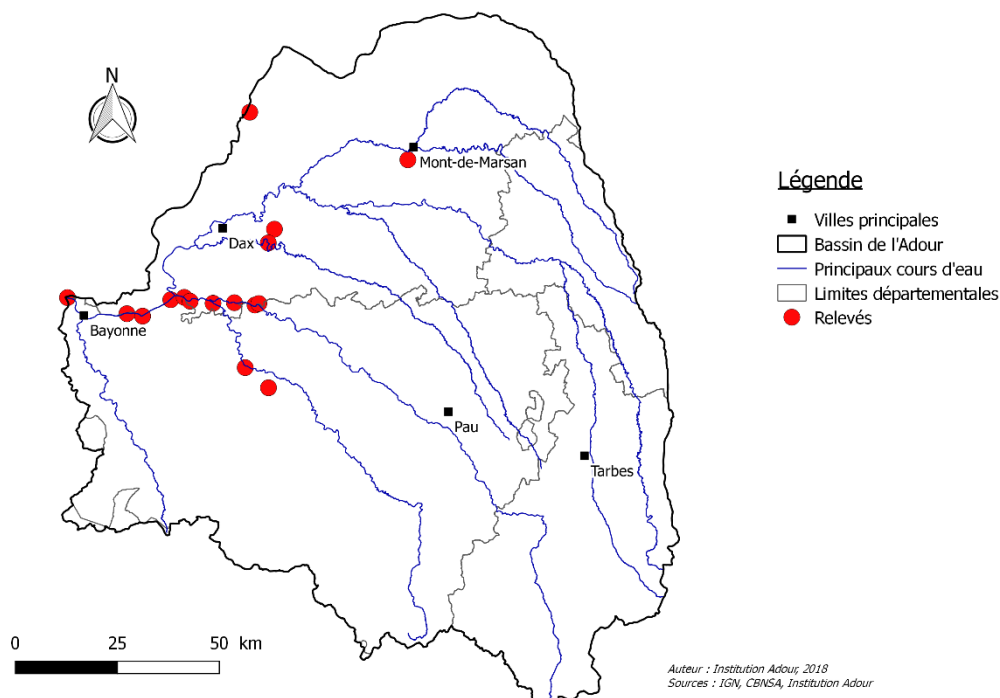 N
Mont-de-Marsan
Dax
Bayonne
Pau
Tarbes
Légende
Villes principales
Bassin de l'Adour
Principaux cours d'eau
Limites départementales
Relevés
0 25 50 km
Auteur : Institution Adour, 2018
Sources : IGN, CBNSA, Institution Adour